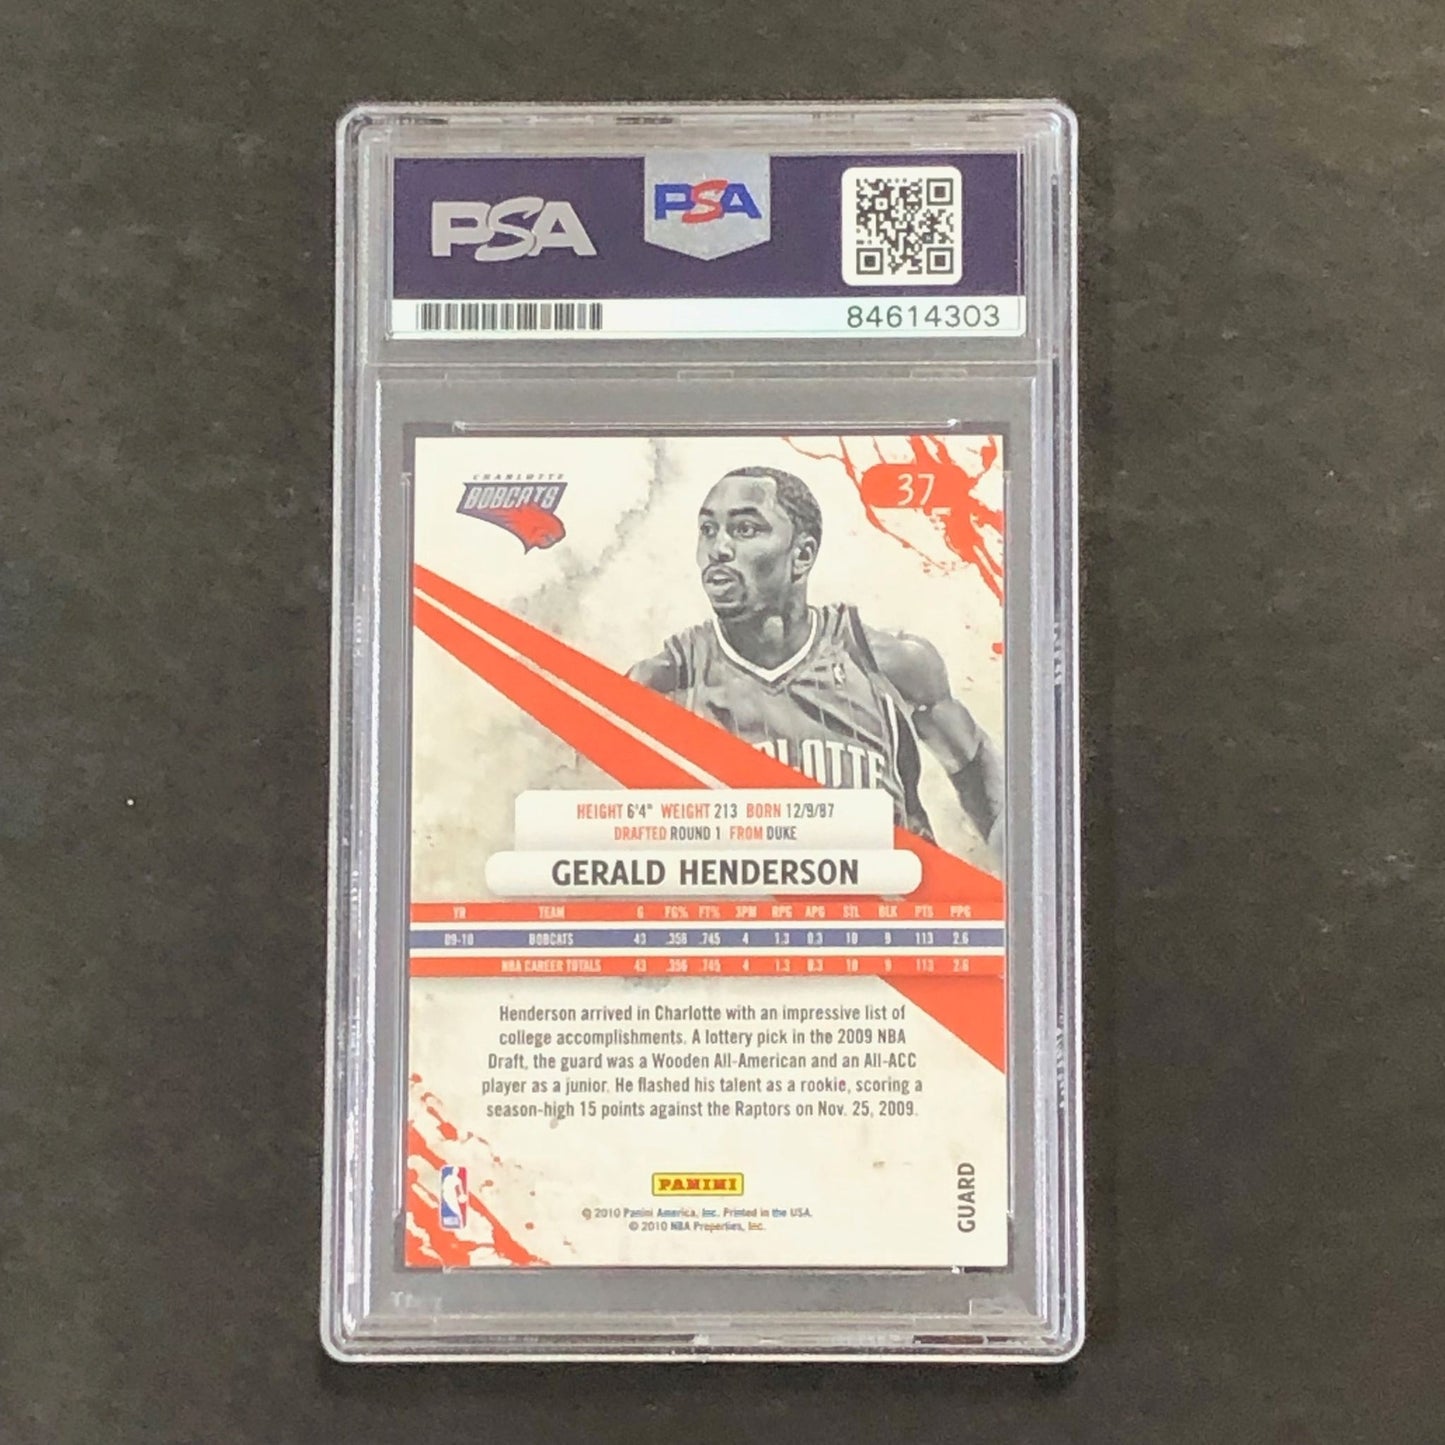 PSA
PSA
84614303
CHARLOTTE
BOBCATS
37
HEIGHT 6'4" WEIGHT 213 BORN 12/9/87
DRAFTED ROUND 1 FROM DUKE
GERALD HENDERSON
YR TEAM G FG% FT% 3PM RPG APG STL BLK PTS PPG
09-10 BOBCATS 43 .356 .745 4 1.3 0.3 10 9 113 2.6
NBA CAREER TOTALS 43 .356 .745 4 1.3 0.3 10 9 113 2.6
Henderson arrived in Charlotte with an impressive list of
college accomplishments. A lottery pick in the 2009 NBA
Draft, the guard was a Wooden All-American and an All-ACC
player as a junior. He flashed his talent as a rookie, scoring a
season-high 15 points against the Raptors on Nov. 25, 2009.
PANINI
GUARD
© 2010 Panini America, Inc. Printed in the USA.
© 2010 NBA Properties, Inc.